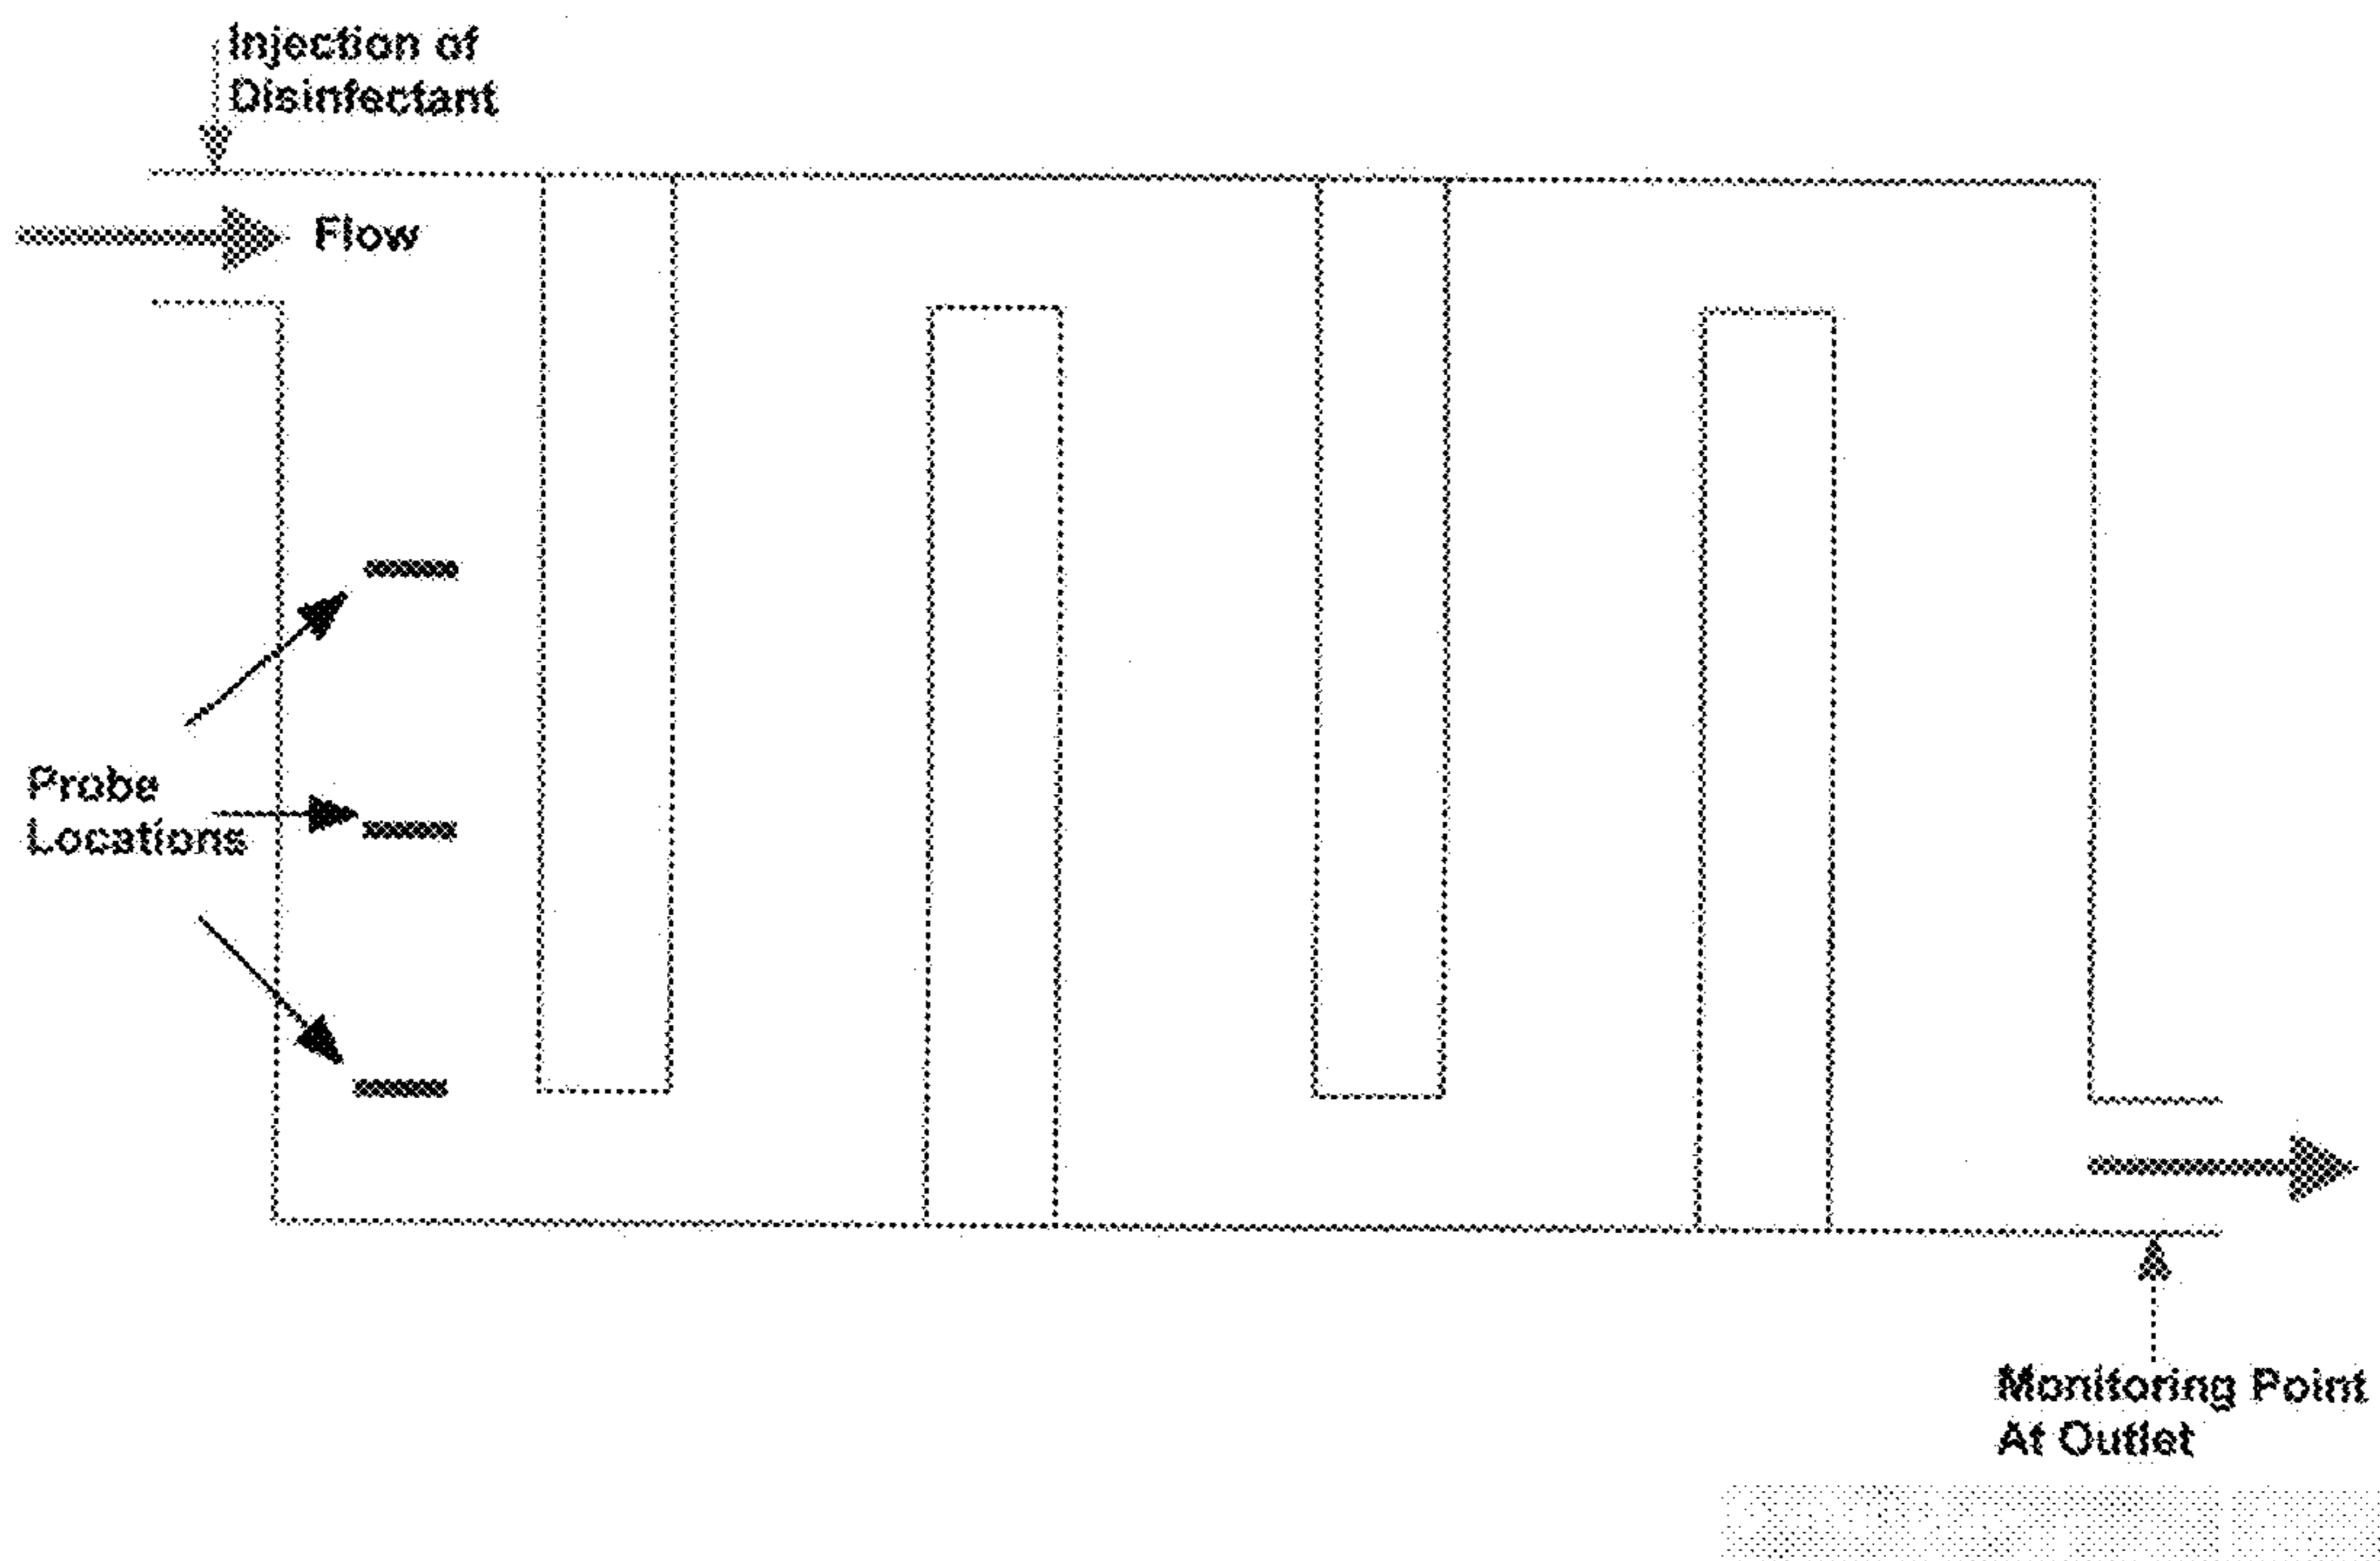 Injection of
Disinfectant
Flow
Probe
Locations
Monitoring Point
At Outlet